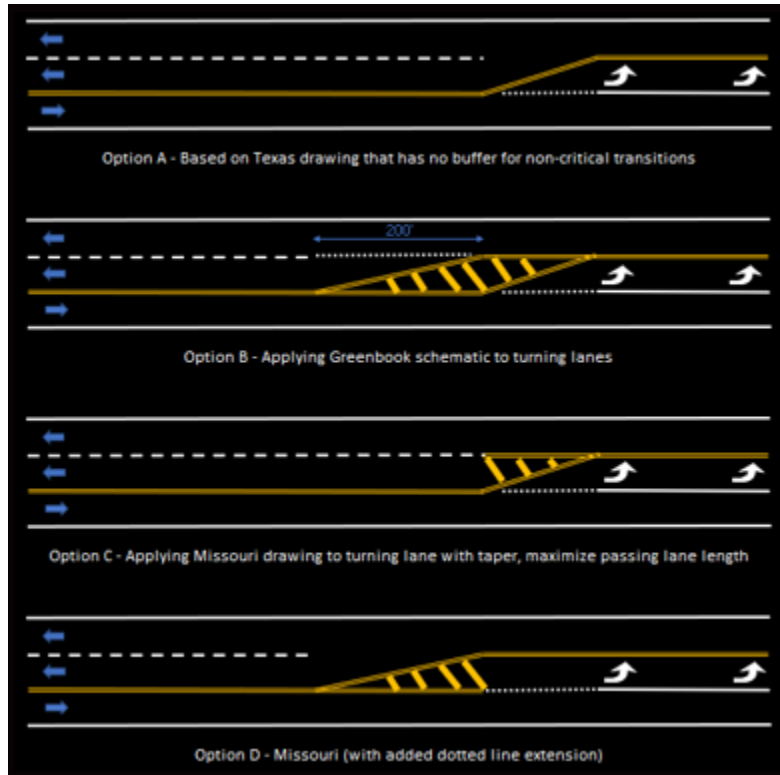 Option A - Based on Texas drawing that has no buffer for non-critical transitions
200'
Option B - Applying Greenbook schematic to turning lanes
Option C - Applying Missouri drawing to turning lane with taper, maximize passing lane length
Option D - Missouri (with added dotted line extension)